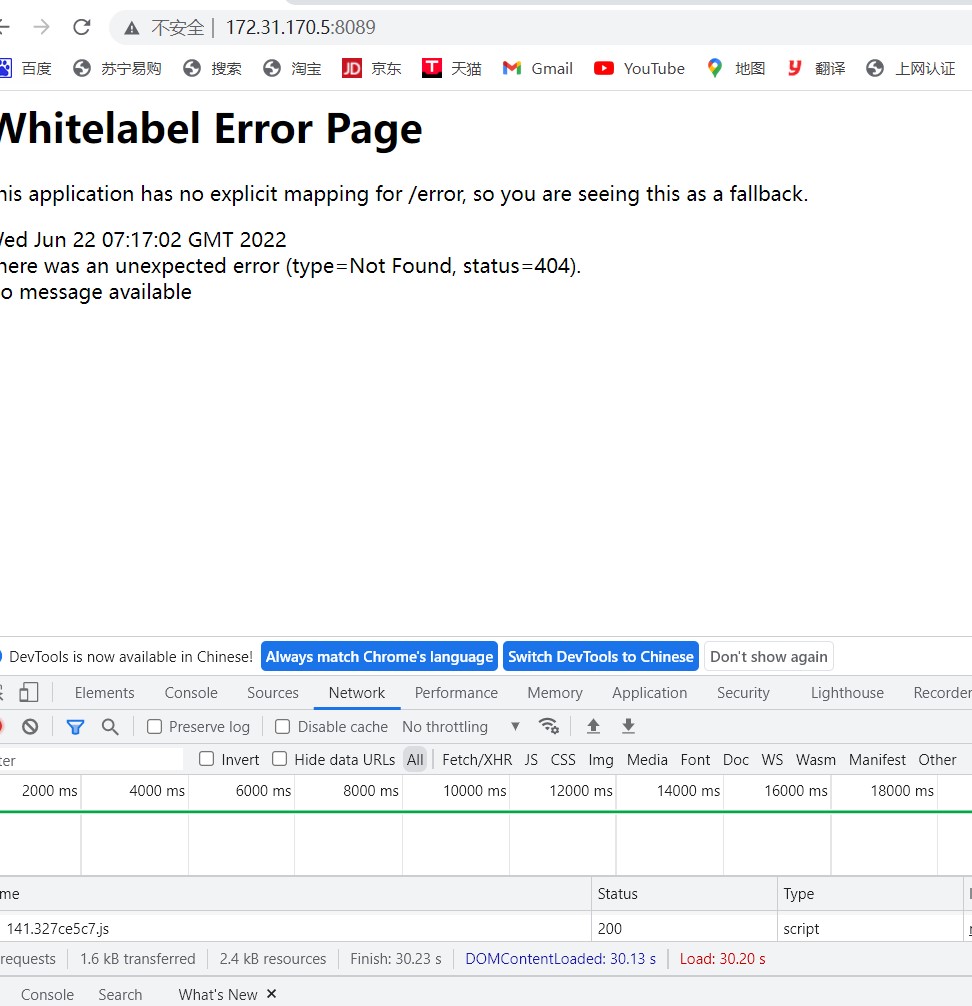 不安全 | 172.31.170.5:8089
百度 苏宁易购 搜索 淘宝 JD 京东 T 天猫 Gmail YouTube 地图 y 翻译 上网认证
Whitelabel Error Page
his application has no explicit mapping for /error, so you are seeing this as a fallback.
Wed Jun 22 07:17:02 GMT 2022
here was an unexpected error (type=Not Found, status=404).
o message available
DevTools is now available in Chinese! Always match Chrome's language Switch DevTools to Chinese Don't show again
Elements Console Sources Network Performance Memory Application Security Lighthouse Recorder
Preserve log Disable cache No throttling
ter Invert Hide data URLs All Fetch/XHR JS CSS Img Media Font Doc WS Wasm Manifest Other
2000 ms 4000 ms 6000 ms 8000 ms 10000 ms 12000 ms 14000 ms 16000 ms 18000 ms
me Status Type
141.327ce5c7.js 200 script
requests 1.6 kB transferred 2.4 kB resources Finish: 30.23 s DOMContentLoaded: 30.13 s Load: 30.20 s
Console Search What's New ×